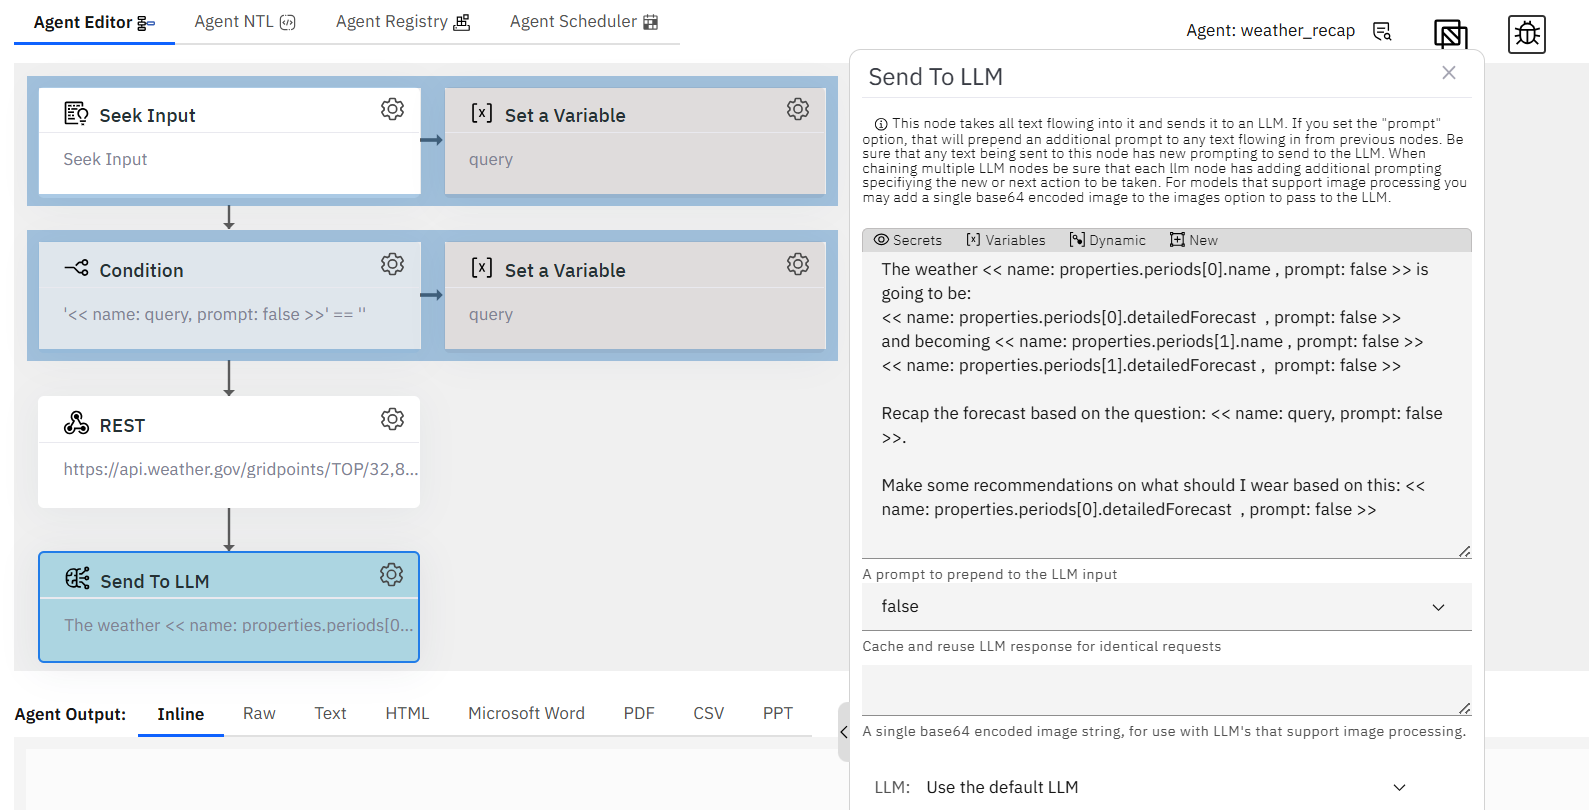 Agent Editor
Agent NTL
Agent Registry
Agent Scheduler
Agent: weather_recap
Seek Input
Seek Input
[x] Set a Variable
query
Condition
'<< name: query, prompt: false >>' == ''
[x] Set a Variable
query
REST
https://api.weather.gov/gridpoints/TOP/32,8...
Send To LLM
The weather << name: properties.periods[0...
Agent Output:
Inline
Raw
Text
HTML
Microsoft Word
PDF
CSV
PPT
Send To LLM
This node takes all text flowing into it and sends it to an LLM. If you set the "prompt"
option, that will prepend an additional prompt to any text flowing in from previous nodes. Be
sure that any text being sent to this node has new prompting to send to the LLM. When
chaining multiple LLM nodes be sure that each llm node has adding additional prompting
specifiying the new or next action to be taken. For models that support image processing you
may add a single base64 encoded image to the images option to pass to the LLM.
Secrets
[x] Variables
Dynamic
New
The weather << name: properties.periods[0].name , prompt: false >> is
going to be:
<< name: properties.periods[0].detailedForecast  , prompt: false >>
and becoming << name: properties.periods[1].name , prompt: false >>
<< name: properties.periods[1].detailedForecast ,  prompt: false >>
Recap the forecast based on the question: << name: query, prompt: false
>>.
Make some recommendations on what should I wear based on this: <<
name: properties.periods[0].detailedForecast  , prompt: false >>
A prompt to prepend to the LLM input
false
Cache and reuse LLM response for identical requests
A single base64 encoded image string, for use with LLM's that support image processing.
LLM: Use the default LLM